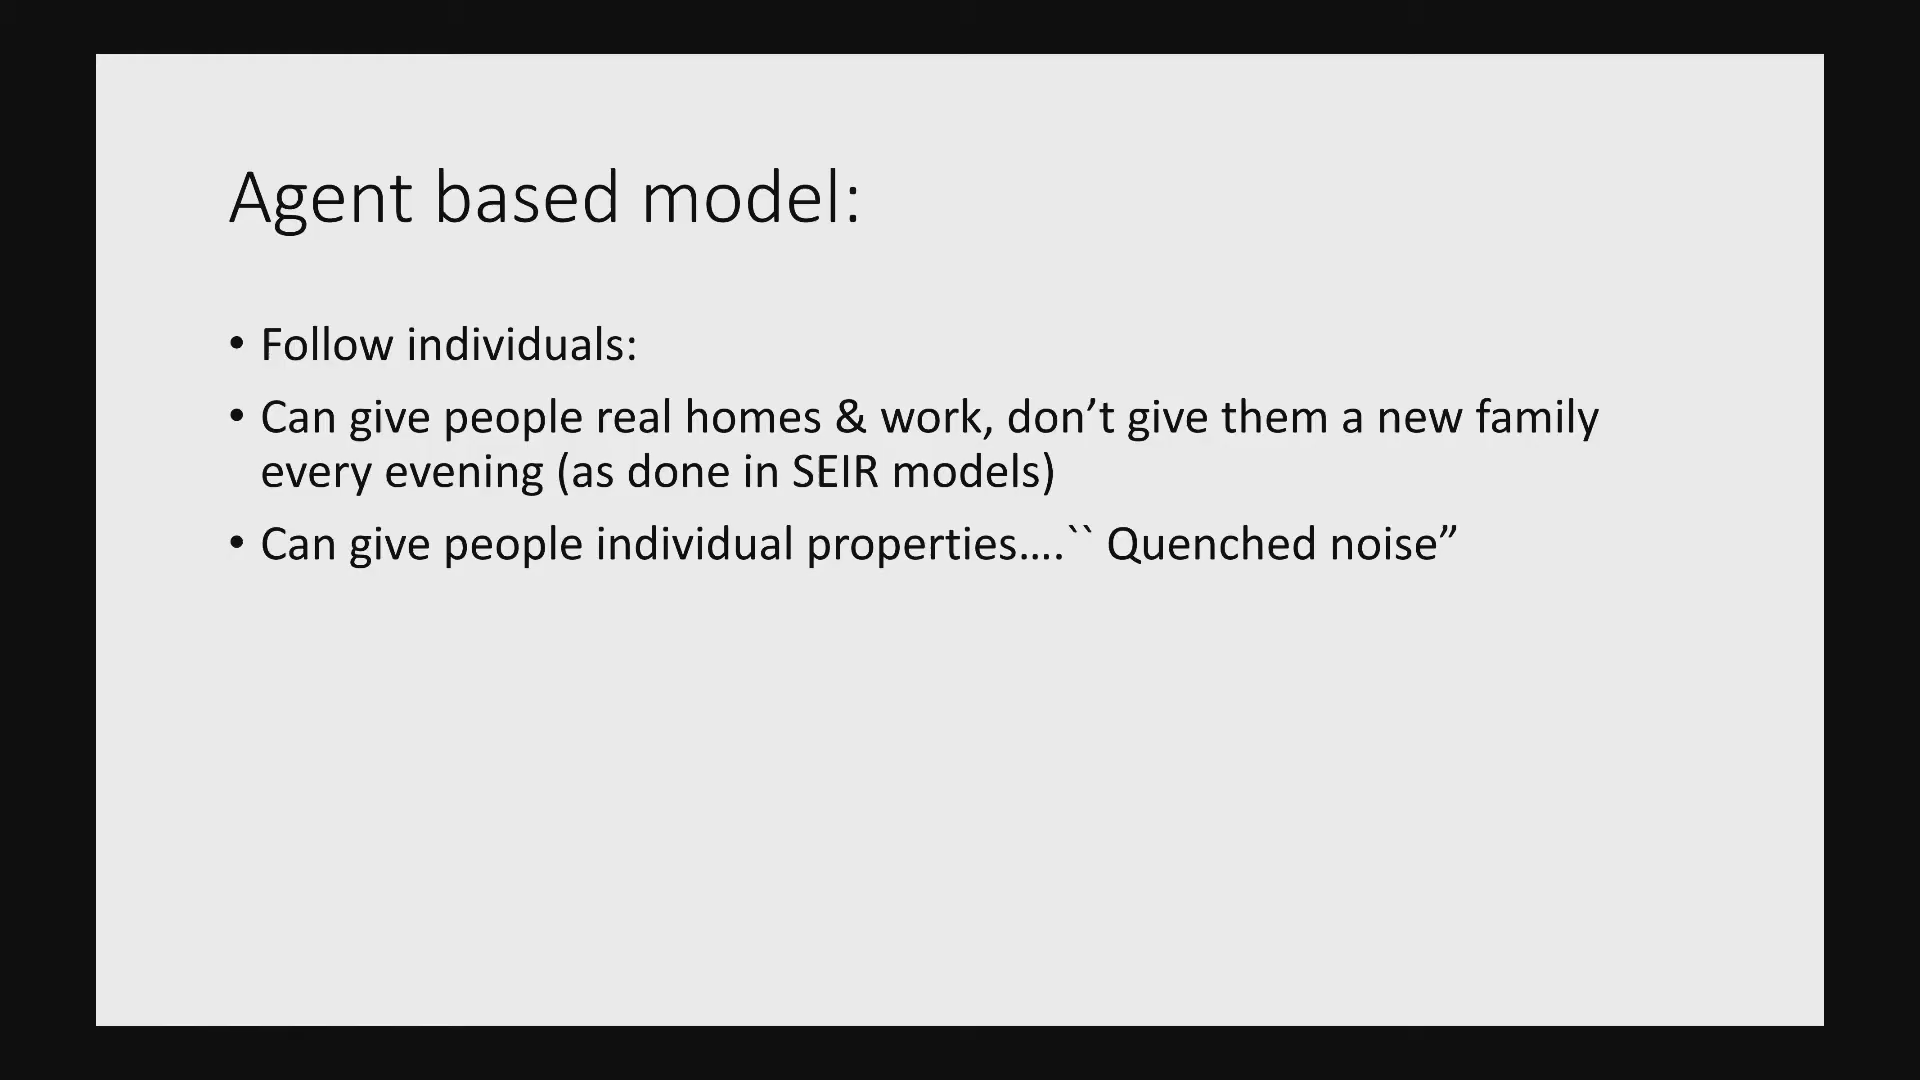 Agent based model:
• Follow individuals:
• Can give people real homes & work, don’t give them a new family
every evening (as done in SEIR models)
• Can give people individual properties....`` Quenched noise”